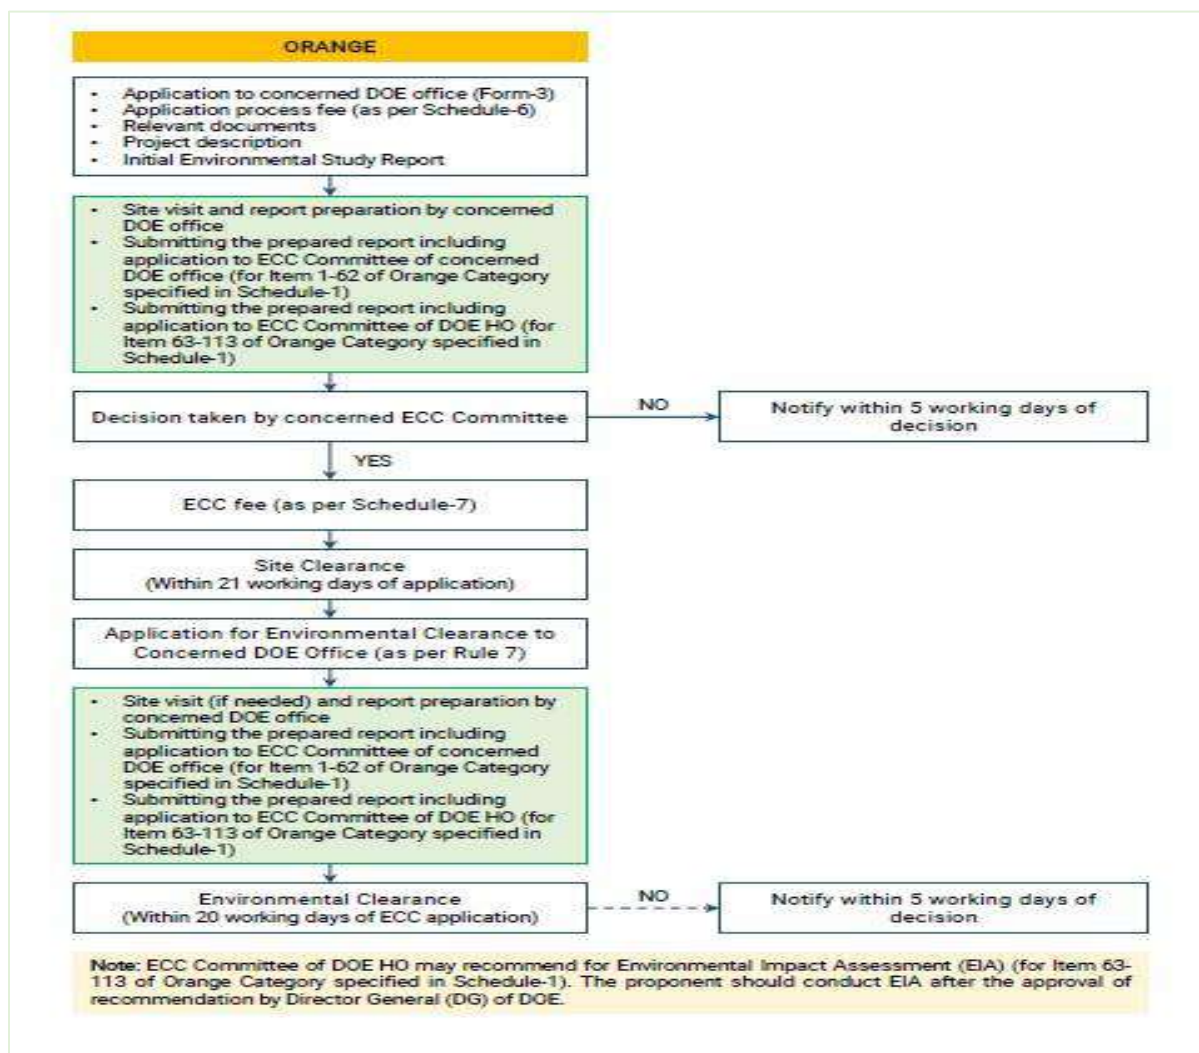 ORANGE
• Application to concerned DOE office (Form-3)
• Application process fee (as per Schedule-6)
• Relevant documents
• Project description
• Initial Environmental Study Report
• Site visit and report preparation by concerned
DOE office
• Submitting the prepared report including
application to ECC Committee of concerned
DOE office (for Item 1-62 of Orange Category
specified in Schedule-1)
• Submitting the prepared report including
application to ECC Committee of DOE HO (for
Item 63-113 of Orange Category specified in
Schedule-1)
Decision taken by concerned ECC Committee
NO
Notify within 5 working days of
decision
YES
ECC fee (as per Schedule-7)
Site Clearance
(Within 21 working days of application)
Application for Environmental Clearance to
Concerned DOE Office (as per Rule 7)
• Site visit (if needed) and report preparation by
concerned DOE office
• Submitting the prepared report including
application to ECC Committee of concerned
DOE office (for Item 1-62 of Orange Category
specified in Schedule-1)
• Submitting the prepared report including
application to ECC Committee of DOE HO (for
Item 63-113 of Orange Category specified in
Schedule-1)
Environmental Clearance
(Within 20 working days of ECC application)
NO
Notify within 5 working days of
decision
Note: ECC Committee of DOE HO may recommend for Environmental Impact Assessment (EIA) (for Item 63-
113 of Orange Category specified in Schedule-1). The proponent should conduct EIA after the approval of
recommendation by Director General (DG) of DOE.